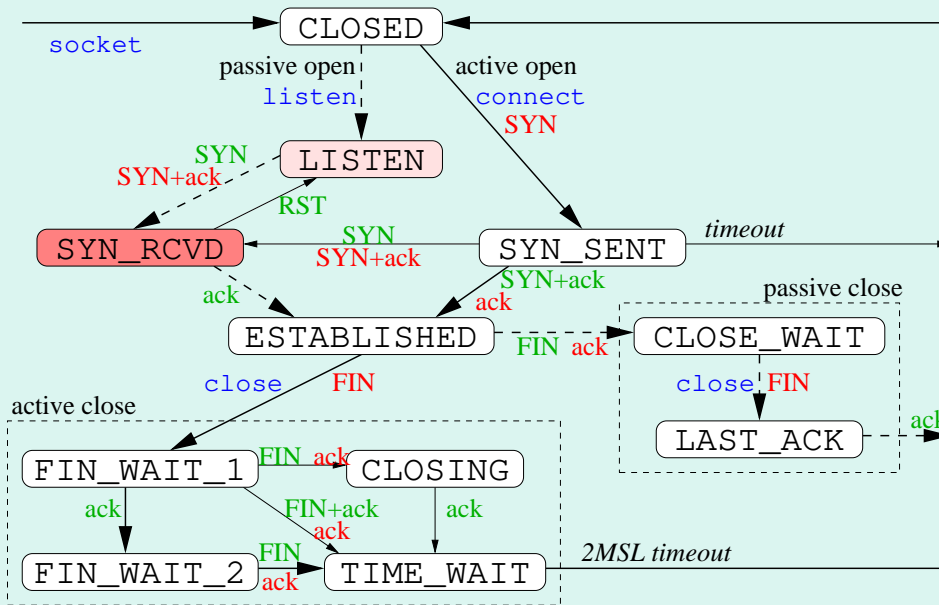 CLOSED
socket
passive open
active open
listen
connect
SYN
LISTEN
SYN
SYN+ack
RST
SYN_RCVD
SYN
SYN+ack
SYN_SENT
timeout
SYN+ack
ack
ack
passive close
ESTABLISHED
FIN ack
CLOSE_WAIT
close FIN
close FIN
active close
LAST_ACK
ack
FIN_WAIT_1
FIN ack
CLOSING
ack
FIN+ack
ack
ack
FIN_WAIT_2
FIN
ack
TIME_WAIT
2MSL timeout